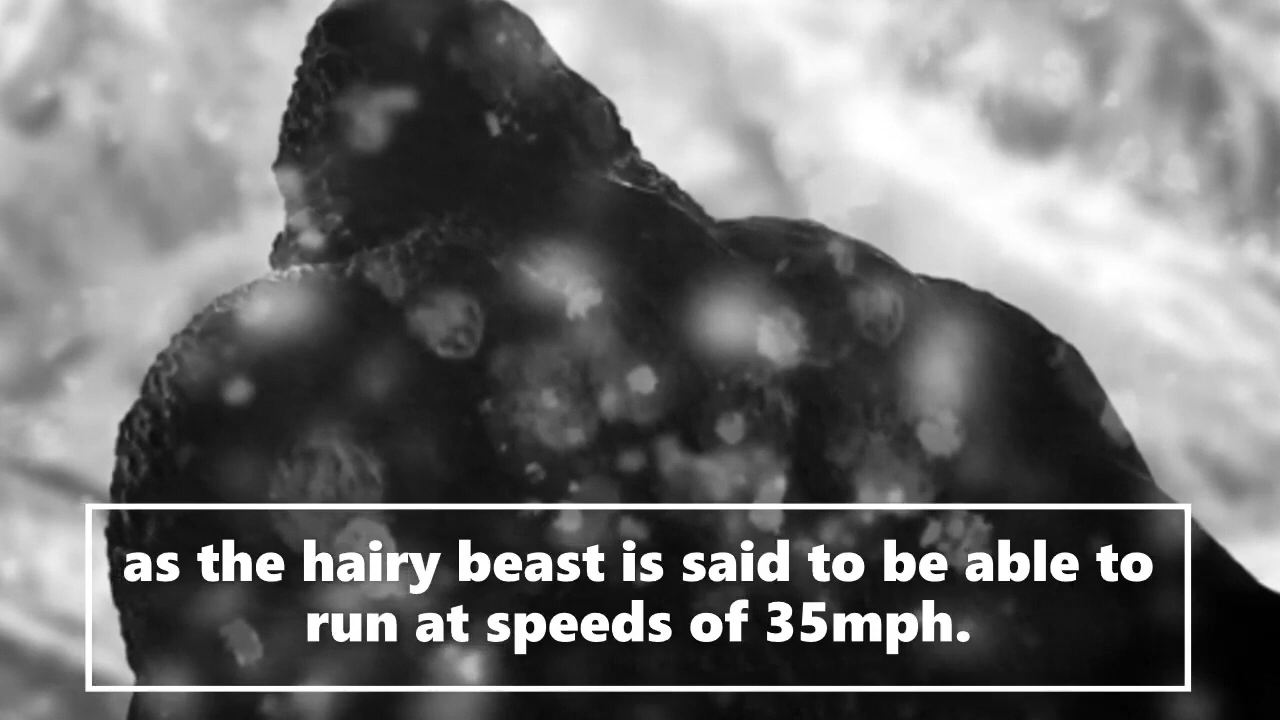 as the hairy beast is said to be able to
run at speeds of 35mph.